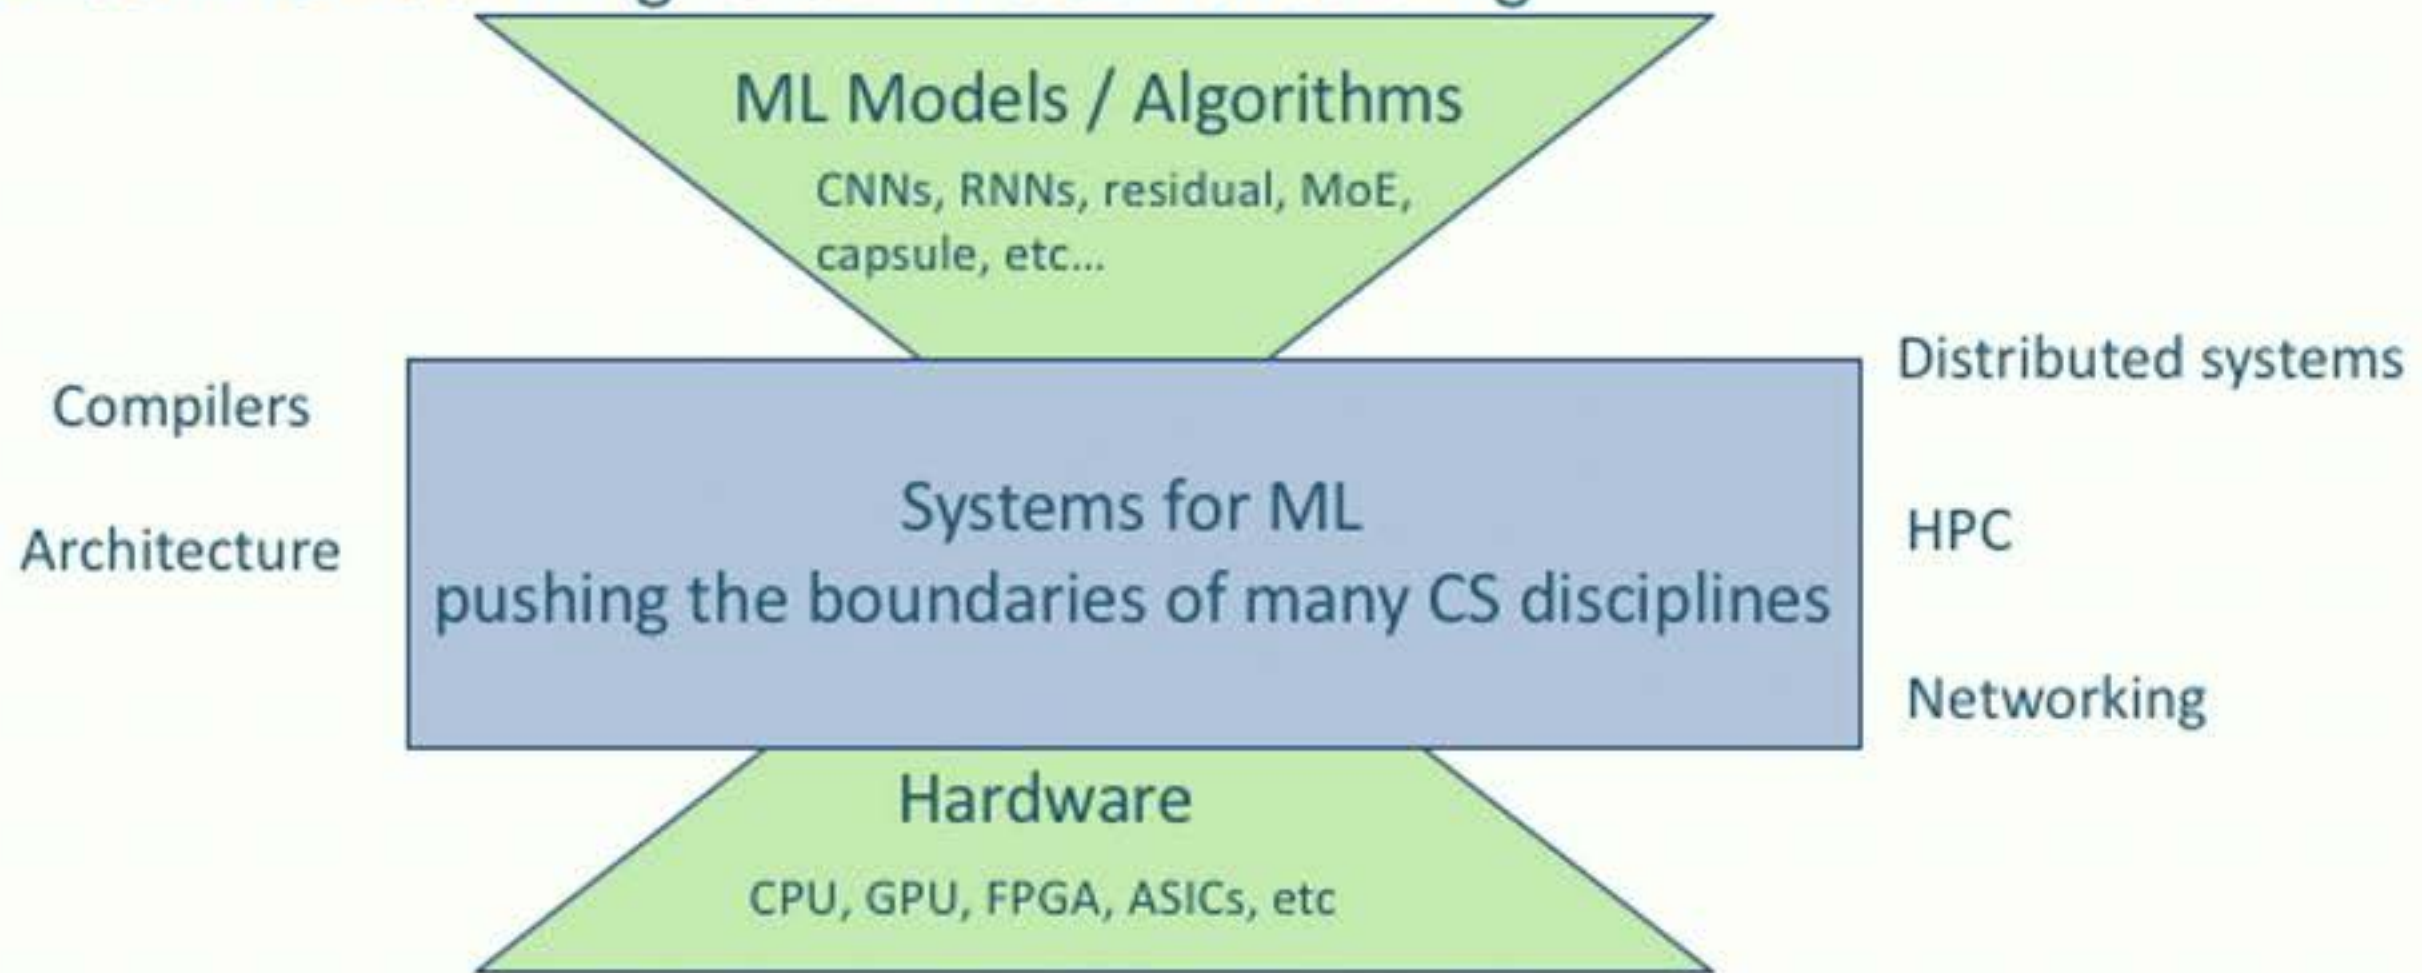 ML Models / Algorithms
CNNs, RNNs, residual, MoE,
capsule, etc...
Compilers
Architecture
Systems for ML
pushing the boundaries of many CS disciplines
Distributed systems
HPC
Networking
Hardware
CPU, GPU, FPGA, ASICs, etc